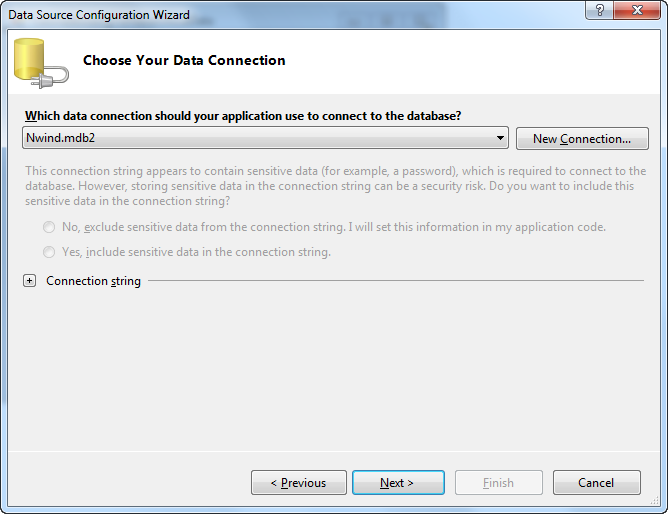 Data Source Configuration Wizard
?
Choose Your Data Connection
Which data connection should your application use to connect to the database?
Nwind.mdb2
New Connection...
This connection string appears to contain sensitive data (for example, a password), which is required to connect to the
database. However, storing sensitive data in the connection string can be a security risk. Do you want to include this
sensitive data in the connection string?
No, exclude sensitive data from the connection string. I will set this information in my application code.
Yes, include sensitive data in the connection string.
+ Connection string
< Previous
Next >
Finish
Cancel